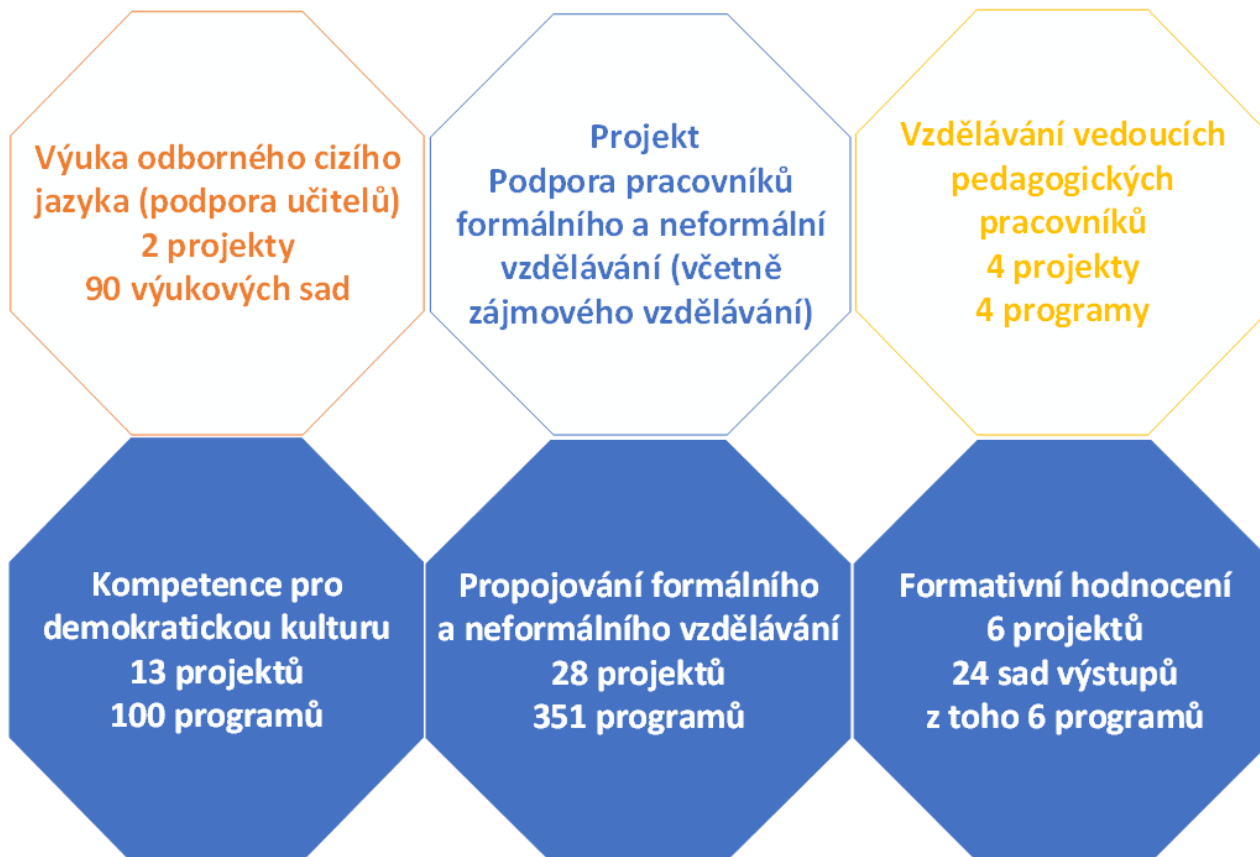 Výuka odborného cizího
jazyka (podpora učitelů)
2 projekty
90 výukových sad
Projekt
Podpora pracovníků
formálního a neformální
vzdělávání (včetně
zájmového vzdělávání)
Vzdělávání vedoucích
pedagogických
pracovníků
4 projekty
4 programy
Kompetence pro
demokratickou kulturu
13 projektů
100 programů
Propojování formálního
a neformálního vzdělávání
28 projektů
351 programů
Formativní hodnocení
6 projektů
24 sad výstupů
z toho 6 programů